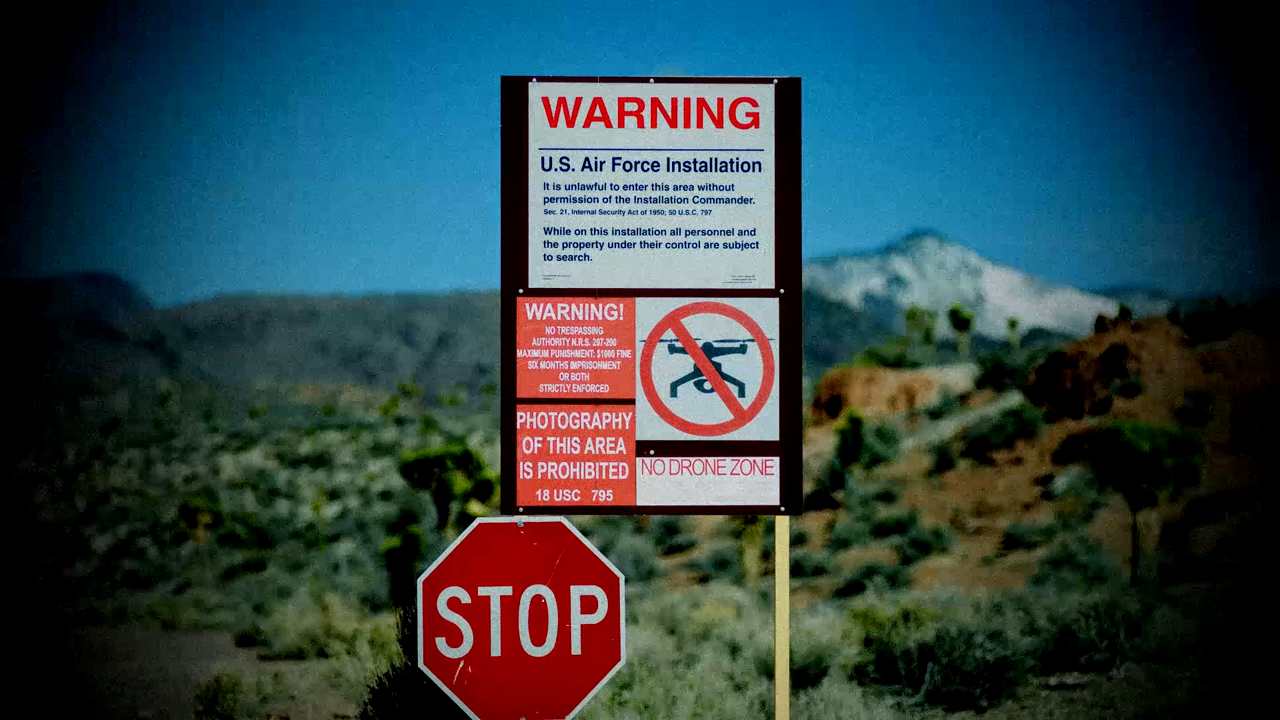 WARNING
U.S. Air Force Installation
It is unlawful to enter this area without
permission of the Installation Commander.
Sec. 21, Internal Security Act of 1950; 50 U.S.C. 797
While on this installation all personnel and
the property under their control are subject
to search.
WARNING!
NO TRESPASSING
AUTHORITY N.R.S. 207-200
MAXIMUM PUNISHMENT: $1000 FINE
SIX MONTHS IMPRISONMENT
OR BOTH
STRICTLY ENFORCED
PHOTOGRAPHY
OF THIS AREA
IS PROHIBITED
18 USC 795
NO DRONE ZONE
STOP